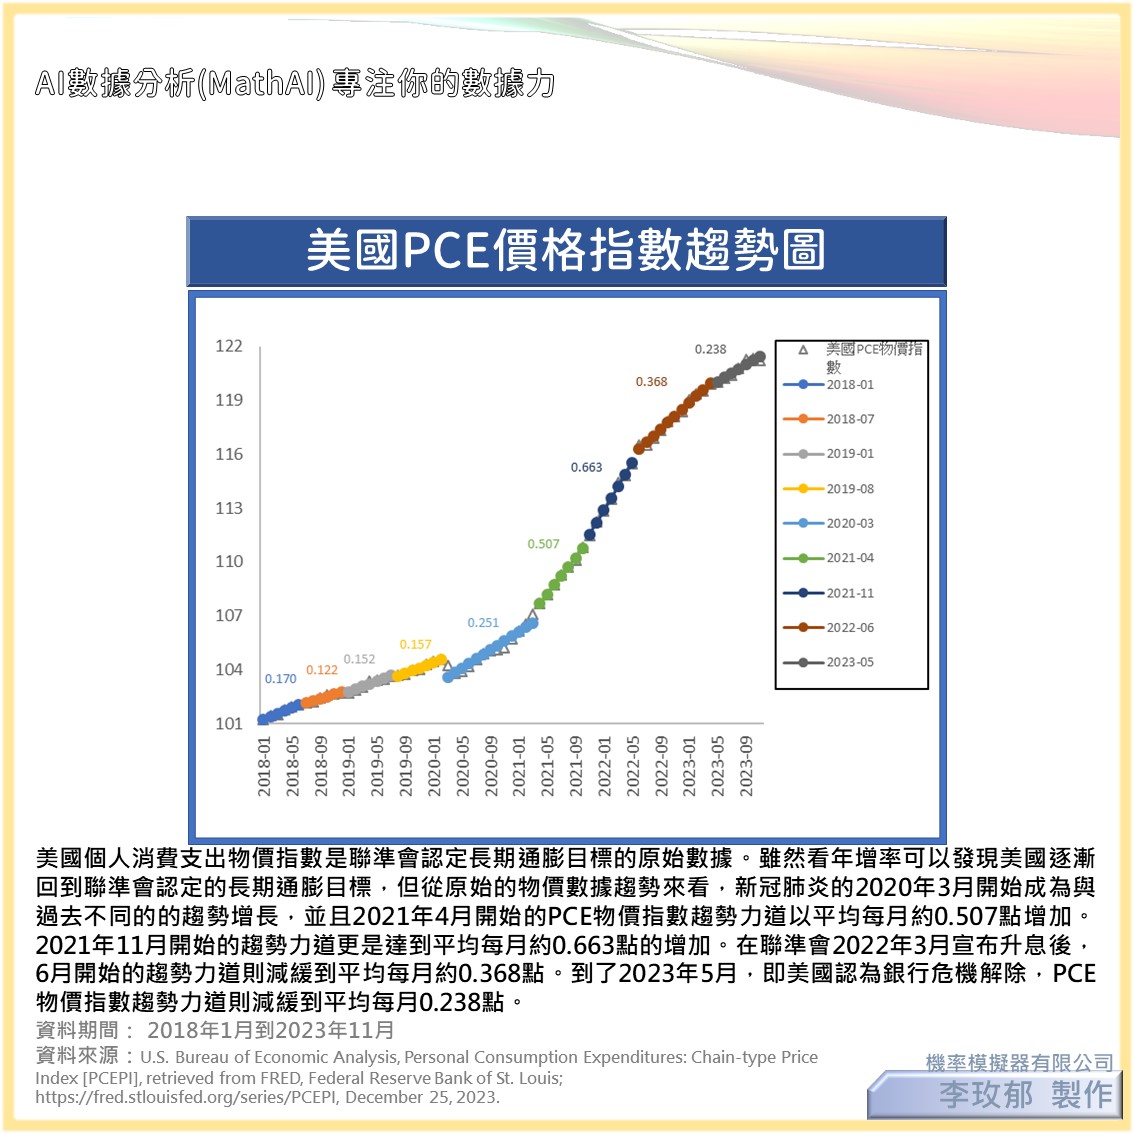 AI數據分析(MathAI) 專注你的數據力
美國PCE價格指數趨勢圖
122
119
116
113
110
107
104
101
0.170
0.122
0.152
0.157
0.251
0.507
0.663
0.368
0.238
2018-01
2018-05
2018-09
2019-01
2019-05
2019-09
2020-01
2020-05
2020-09
2021-01
2021-05
2021-09
2022-01
2022-05
2022-09
2023-01
2023-05
2023-09
美國PCE物價指
數
2018-01
2018-07
2019-01
2019-08
2020-03
2021-04
2021-11
2022-06
2023-05
美國個人消費支出物價指數是聯準會認定長期通膨目標的原始數據。雖然看年增率可以發現美國逐漸
回到聯準會認定的長期通膨目標，但從原始的物價數據趨勢來看，新冠肺炎的2020年3月開始成為與
過去不同的的趨勢增長，並且2021年4月開始的PCE物價指數趨勢力道以平均每月約0.507點增加。
2021年11月開始的趨勢力道更是達到平均每月約0.663點的增加。在聯準會2022年3月宣布升息後，
6月開始的趨勢力道則減緩到平均每月約0.368點。到了2023年5月，即美國認為銀行危機解除，PCE
物價指數趨勢力道則減緩到平均每月0.238點。
資料期間： 2018年1月到2023年11月
資料來源：U.S. Bureau of Economic Analysis, Personal Consumption Expenditures: Chain-type Price
Index [PCEPI], retrieved from FRED, Federal Reserve Bank of St. Louis;
https://fred.stlouisfed.org/series/PCEPI, December 25, 2023.
機率模擬器有限公司
李玫郁 製作